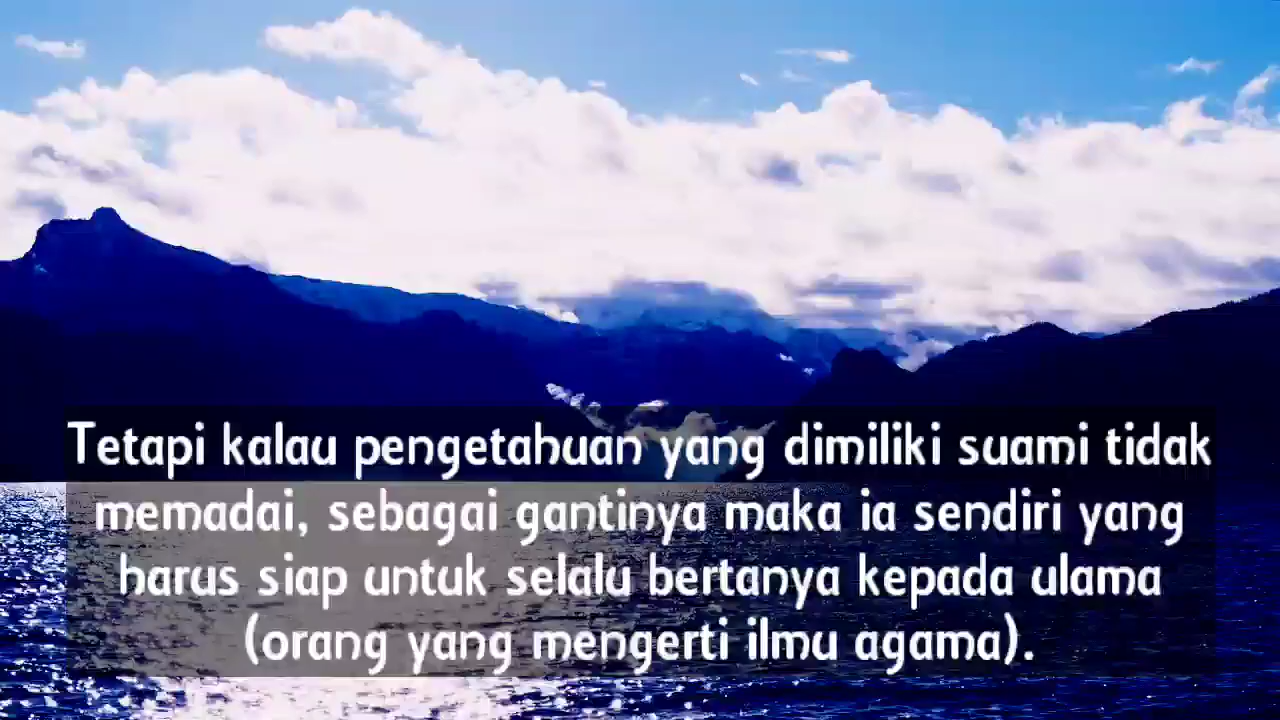 Tetapi kalau pengetahuan yang dimiliki suami tidak
memadai, sebagai gantinya maka ia sendiri yang
harus siap untuk selalu bertanya kepada ulama
(orang yang mengerti ilmu agama).